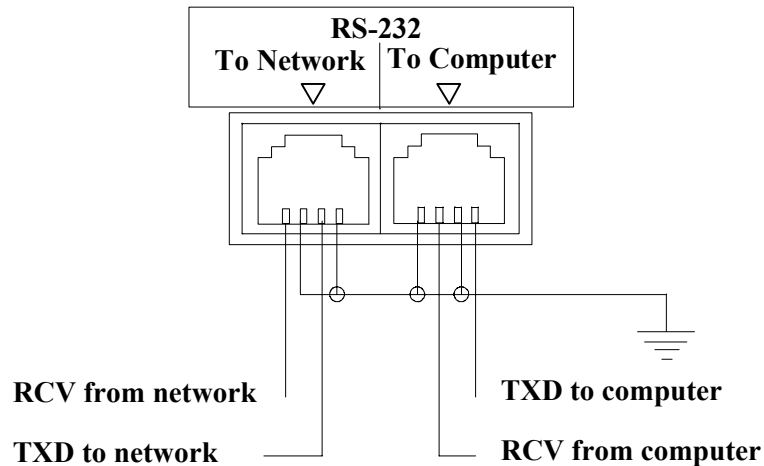 RS-232
To Network
To Computer
RCV from network
TXD to computer
TXD to network
RCV from computer